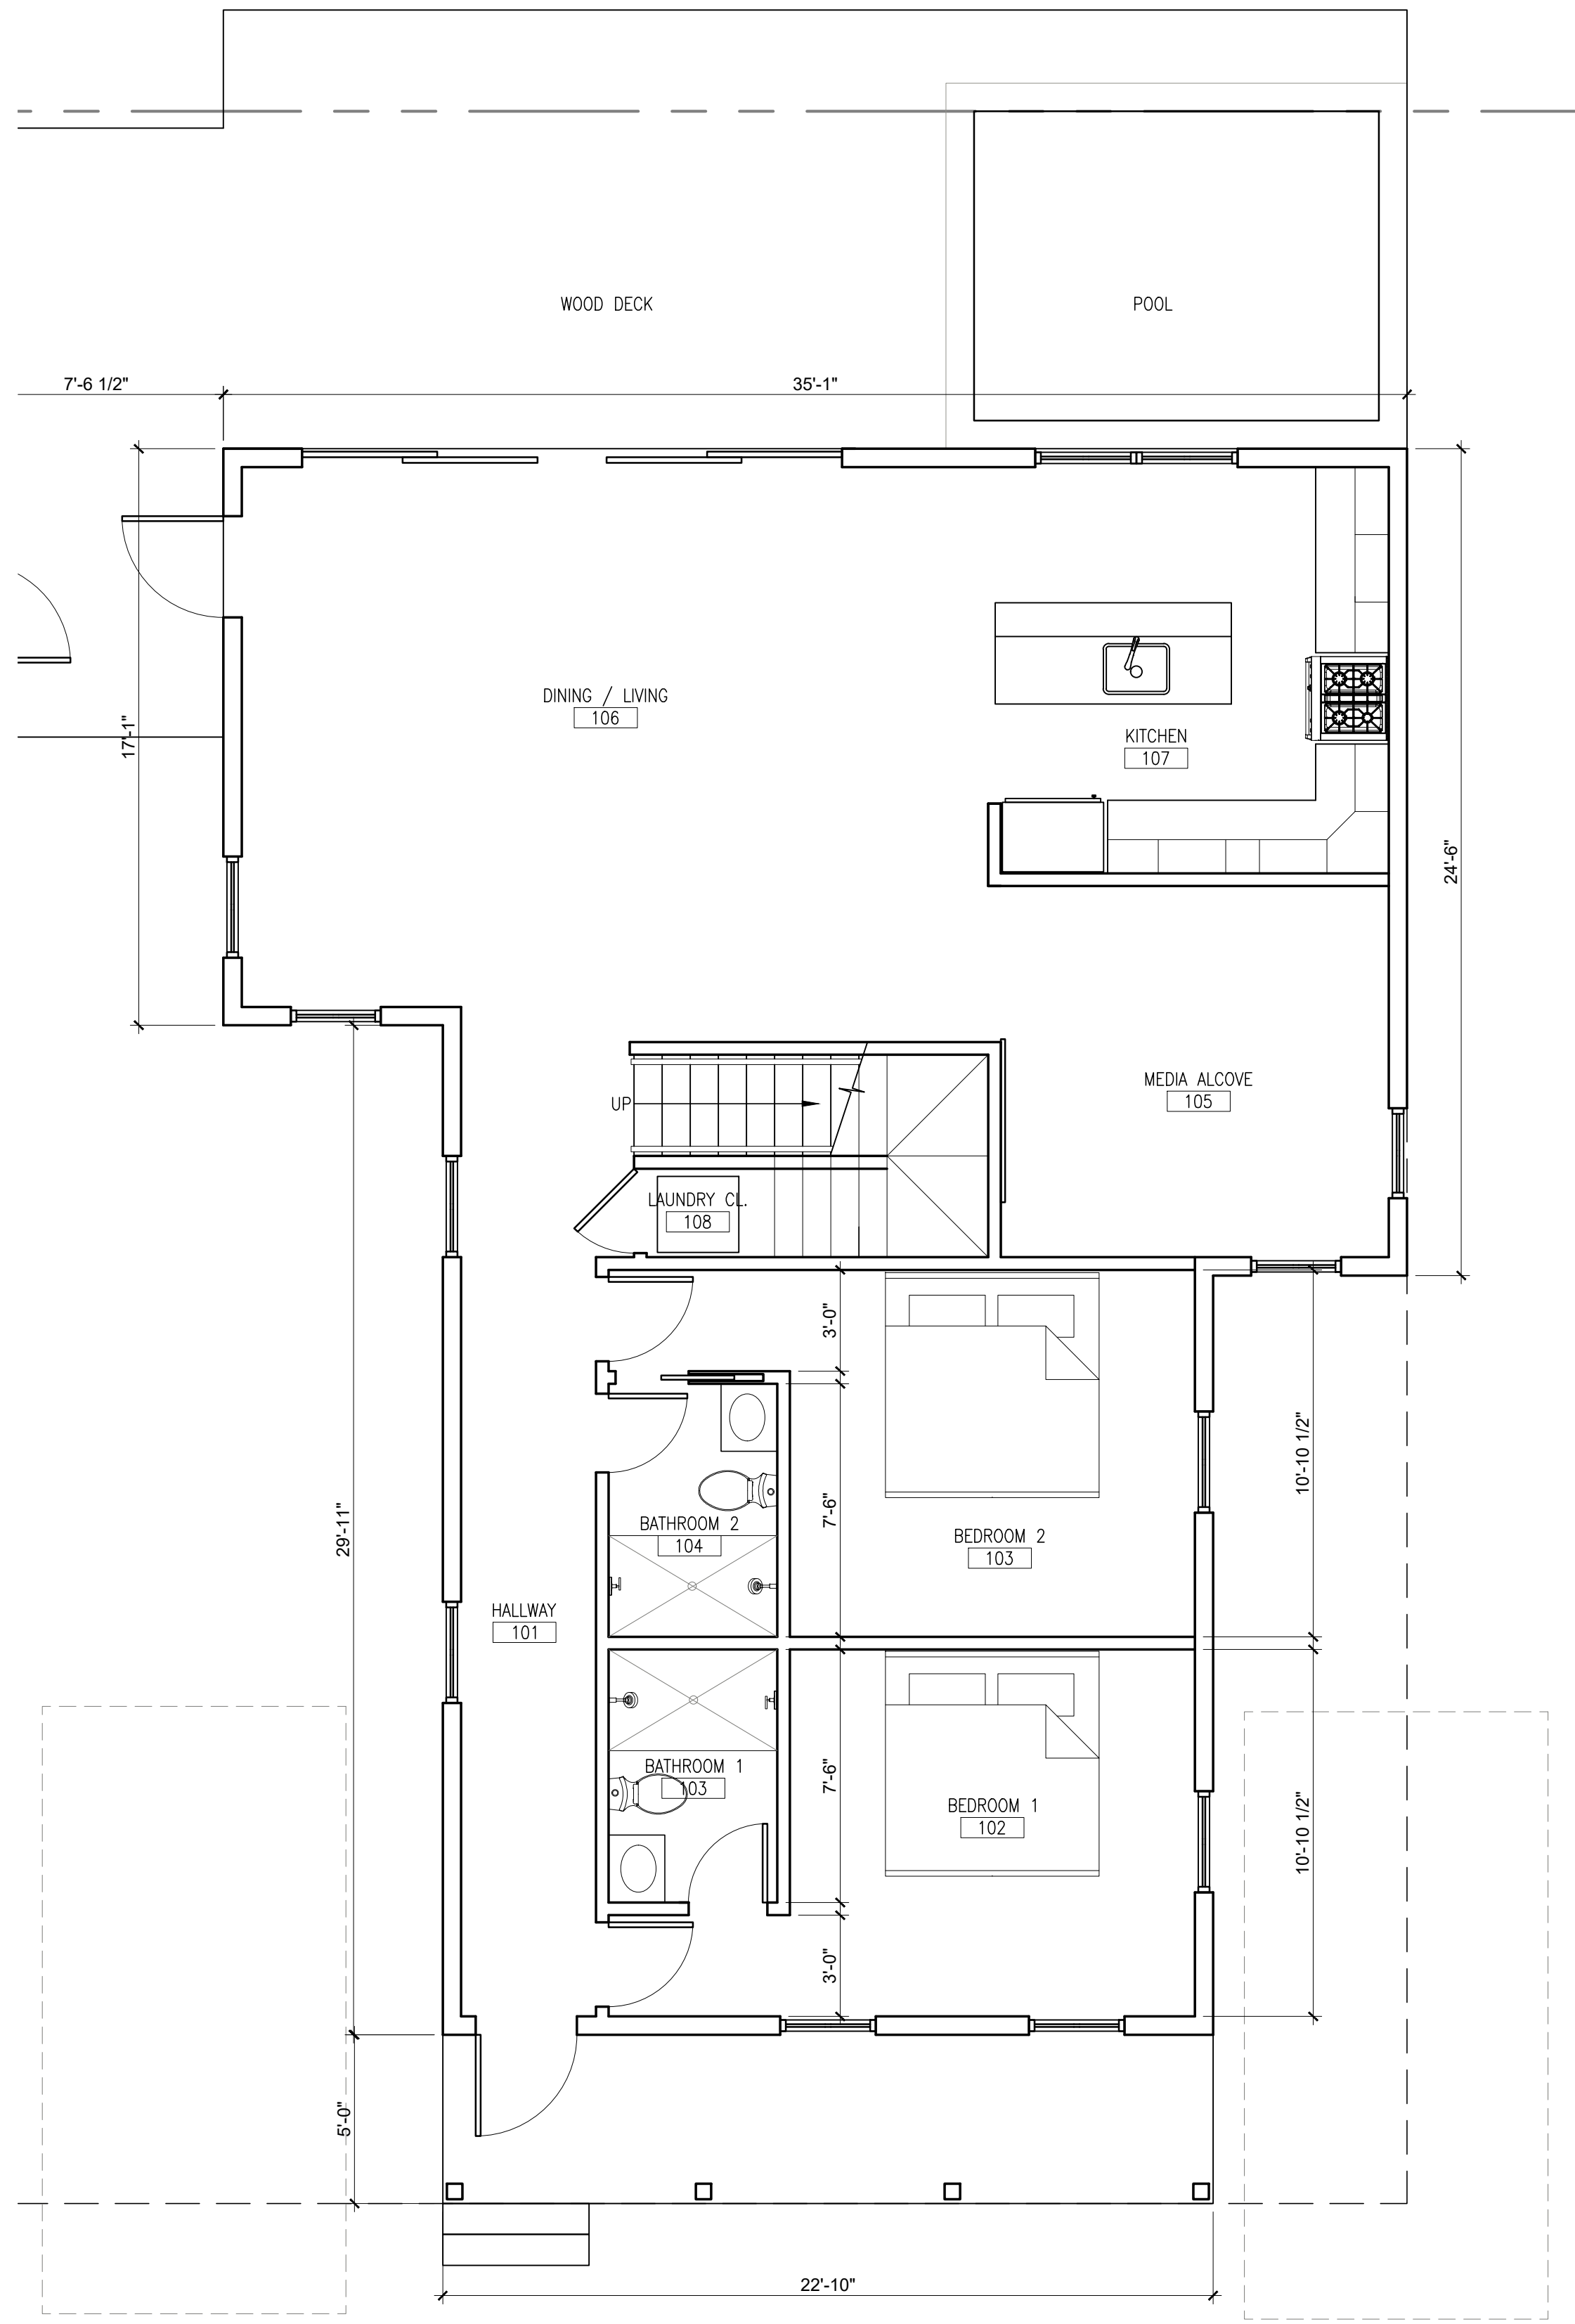 WOOD DECK
POOL
7'-6 1/2"
35'-1"
17'-1"
DINING / LIVING
106
KITCHEN
107
24'-6"
MEDIA ALCOVE
105
UP
LAUNDRY CL.
108
3'-0"
10'-10 1/2"
29'-11"
7'-6"
BATHROOM 2
104
BEDROOM 2
103
HALLWAY
101
BATHROOM 1
103
7'-6"
BEDROOM 1
102
10'-10 1/2"
3'-0"
5'-0"
22'-10"